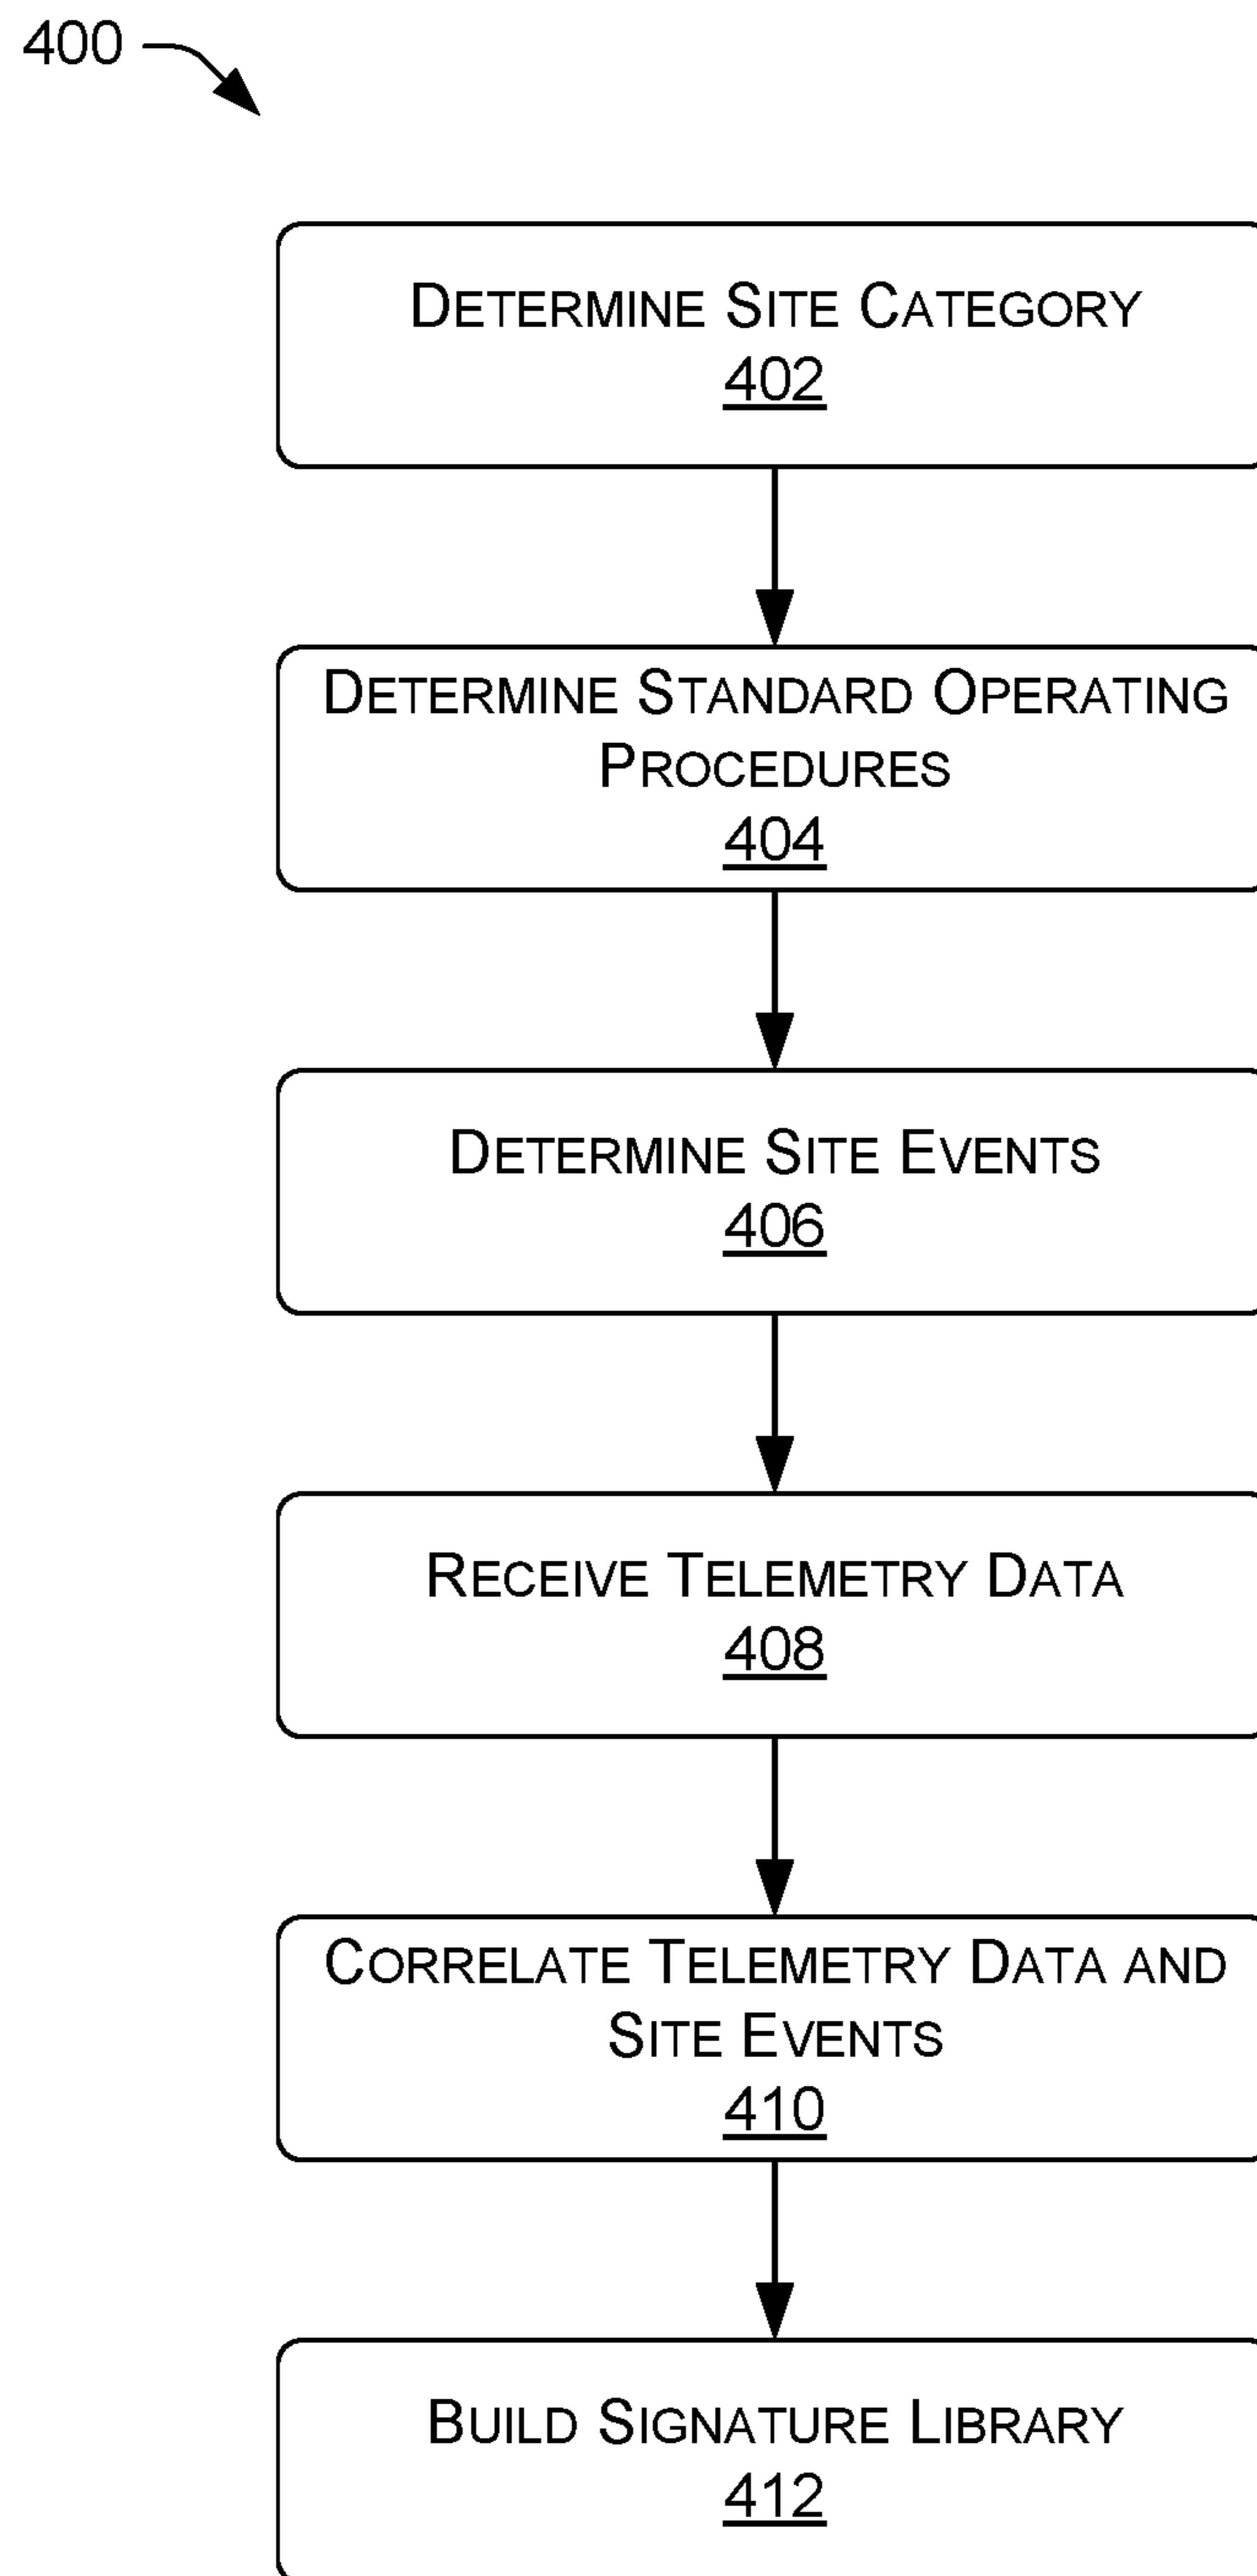 400
DETERMINE SITE CATEGORY
402
DETERMINE STANDARD OPERATING
PROCEDURES
404
DETERMINE SITE EVENTS
406
RECEIVE TELEMETRY DATA
408
CORRELATE TELEMETRY DATA AND
SITE EVENTS
410
BUILD SIGNATURE LIBRARY
412